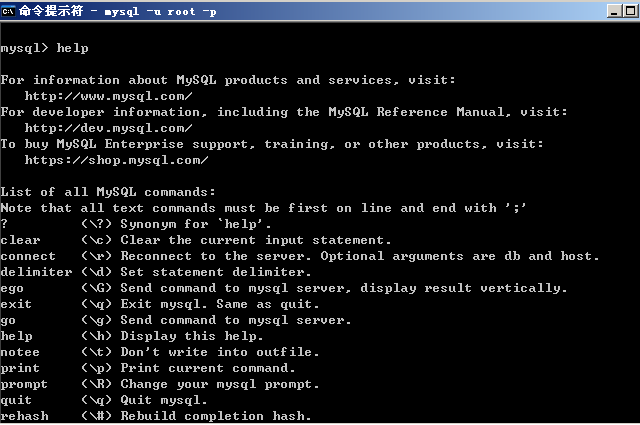 命令提示符 - mysql -u root -p
mysql> help
For information about MySQL products and services, visit:
http://www.mysql.com/
For developer information, including the MySQL Reference Manual, visit:
http://dev.mysql.com/
To buy MySQL Enterprise support, training, or other products, visit:
https://shop.mysql.com/
List of all MySQL commands:
Note that all text commands must be first on line and end with ';'
? (\?) Synonym for `help'.
clear (\c) Clear the current input statement.
connect (\r) Reconnect to the server. Optional arguments are db and host.
delimiter (\d) Set statement delimiter.
ego (\G) Send command to mysql server, display result vertically.
exit (\q) Exit mysql. Same as quit.
go (\g) Send command to mysql server.
help (\h) Display this help.
notee (\t) Don't write into outfile.
print (\p) Print current command.
prompt (\R) Change your mysql prompt.
quit (\q) Quit mysql.
rehash (\#) Rebuild completion hash.